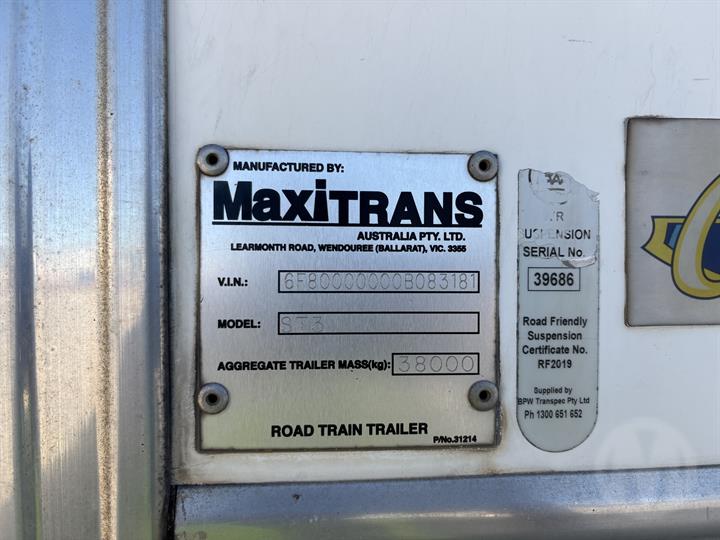 MANUFACTURED BY:
MaxiTRANS
AUSTRALIA PTY. LTD.
LEARMONTH ROAD, WENDOUREE (BALLARAT), VIC. 3355
V.I.N.: 6F80000000B083181
MODEL: ST3
AGGREGATE TRAILER MASS(kg): 38000
ROAD TRAIN TRAILER
P/No.31214
SUSPENSION
SERIAL No.
39686
Road Friendly
Suspension
Certificate No.
RF2019
Supplied by
BPW Transpec Pty Ltd
Ph 1300 651 652